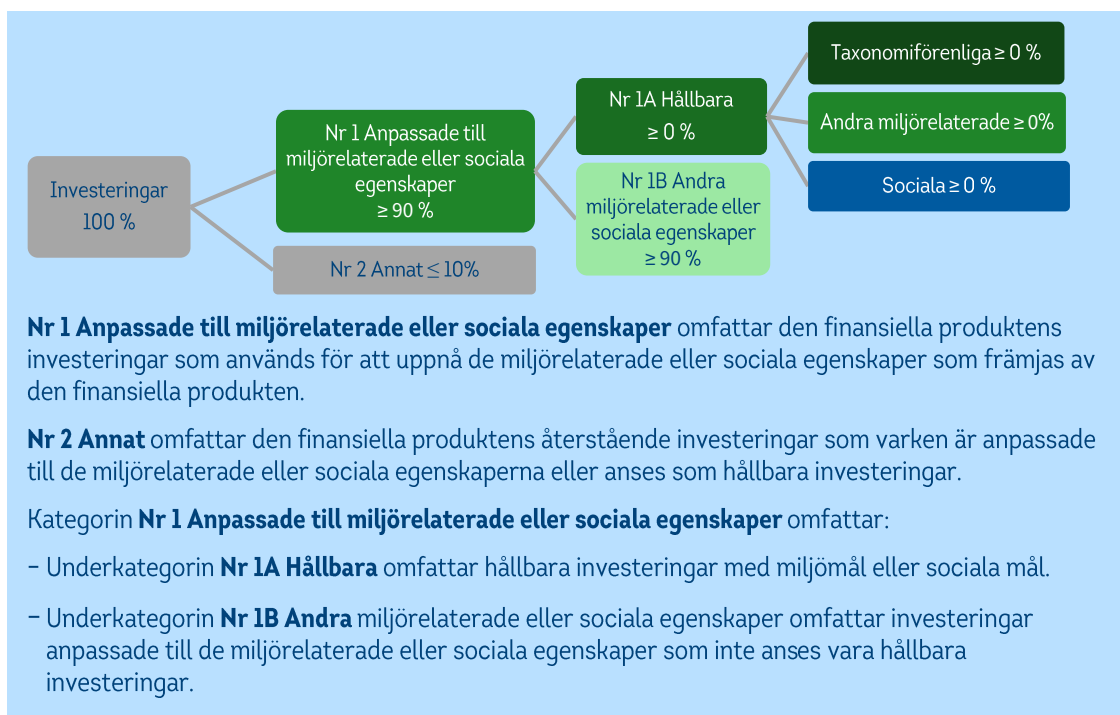 Investeringar
100 %
Nr 1 Anpassade till
miljörelaterade eller sociala
egenskaper
≥ 90 %
Nr 2 Annat ≤ 10%
Nr 1A Hållbara
≥ 0 %
Nr 1B Andra
miljörelaterade eller
sociala egenskaper
≥ 90 %
Taxonomiförenliga ≥ 0 %
Andra miljörelaterade ≥ 0%
Sociala ≥ 0 %
Nr 1 Anpassade till miljörelaterade eller sociala egenskaper omfattar den finansiella produktens
investeringar som används för att uppnå de miljörelaterade eller sociala egenskaper som främjas av
den finansiella produkten.
Nr 2 Annat omfattar den finansiella produktens återstående investeringar som varken är anpassade
till de miljörelaterade eller sociala egenskaperna eller anses som hållbara investeringar.
Kategorin Nr 1 Anpassade till miljörelaterade eller sociala egenskaper omfattar:
– Underkategorin Nr 1A Hållbara omfattar hållbara investeringar med miljömål eller sociala mål.
– Underkategorin Nr 1B Andra miljörelaterade eller sociala egenskaper omfattar investeringar
anpassade till de miljörelaterade eller sociala egenskaper som inte anses vara hållbara
investeringar.